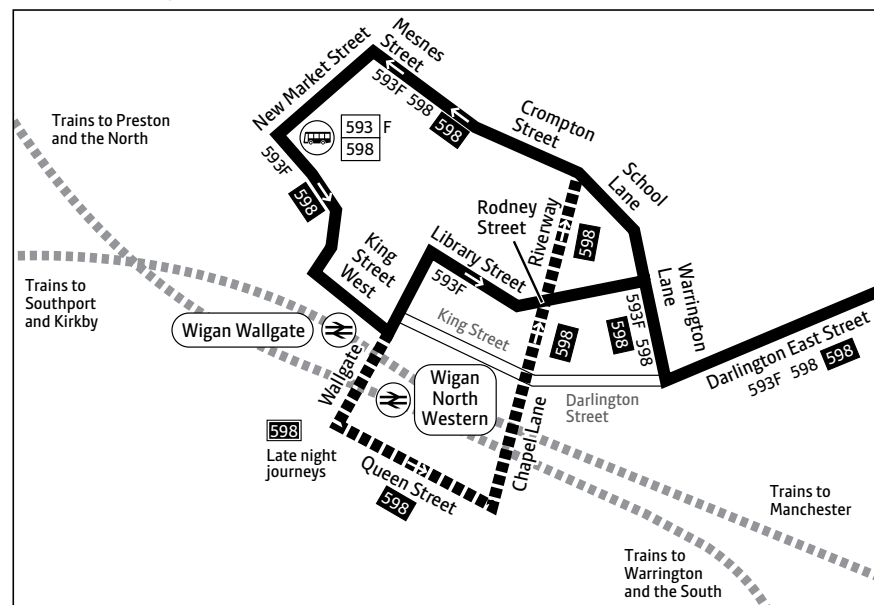 Mesnes
Street
New Market Street
593F 598
598
Crompton
Street
Trains to Preston
and the North
593 F
598
593F
598
School
Lane
Rodney
Street
Riverway
598
King
Street
West
Library Street
593F
Warrington
Lane
Trains to
Southport
and Kirkby
Wigan Wallgate
King Street
598
598
593F 598
Darlington East Street
593F 598 598
Wallgate
Wigan
North
Western
Darlington
Street
Chapel Lane
598
Late night
journeys
Queen Street
598
Trains to
Manchester
Trains to
Warrington
and the South